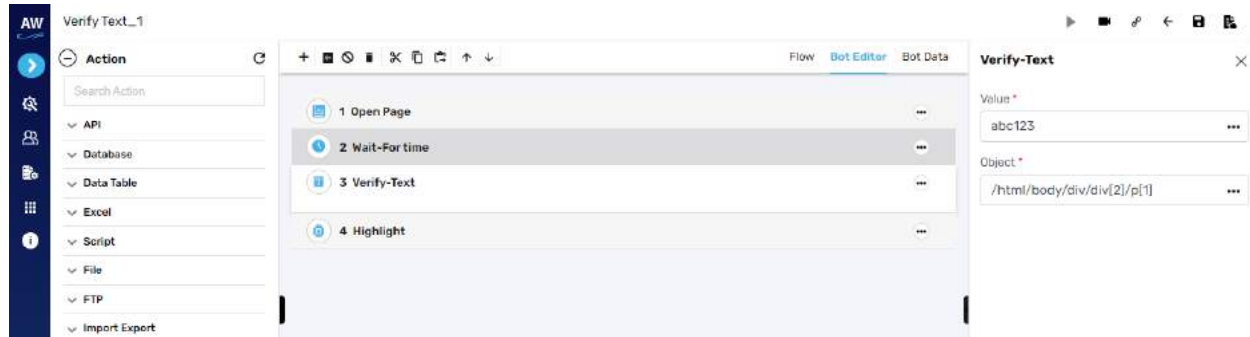 AW
Verify Text_1
Action
Search Action
API
Database
Data Table
Excel
Script
File
FTP
Import Export
Flow Bot Editor Bot Data
1 Open Page
2 Wait-For time
3 Verify-Text
4 Highlight
Verify-Text
Value *
abc123
Object *
/html/body/div/div[2]/p[1]